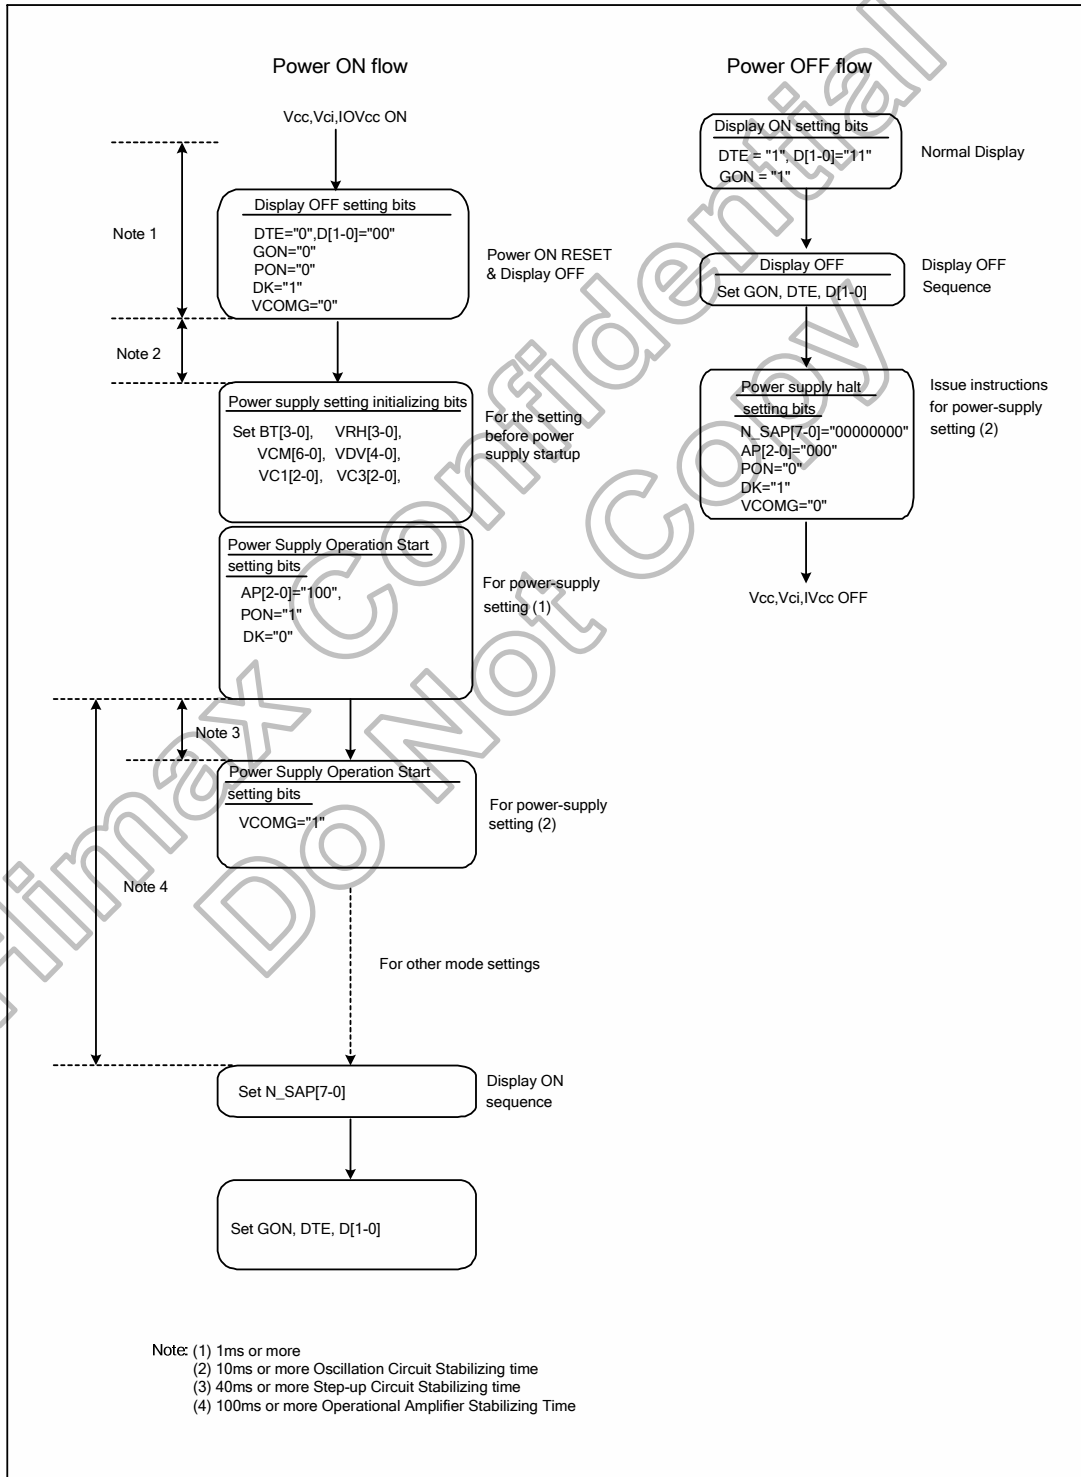 Power ON flow
Vcc,Vci,IOVcc ON
Note 1
Display OFF setting bits
DTE="0",D[1-0]="00"
GON="0"
PON="0"
DK="1"
VCOMG="0"
Power ON RESET
& Display OFF
Note 2
Power supply setting initializing bits
Set BT[3-0], VRH[3-0],
VCM[6-0], VDV[4-0],
VC1[2-0], VC3[2-0],
For the setting
before power
supply startup
Power Supply Operation Start
setting bits
AP[2-0]="100",
PON="1"
DK="0"
For power-supply
setting (1)
Note 3
Power Supply Operation Start
setting bits
VCOMG="1"
For power-supply
setting (2)
Note 4
For other mode settings
Set N_SAP[7-0]
Display ON
sequence
Set GON, DTE, D[1-0]
Power OFF flow
Display ON setting bits
DTE = "1", D[1-0]="11"
GON = "1"
Normal Display
Display OFF
Set GON, DTE, D[1-0]
Display OFF
Sequence
Power supply halt
setting bits
N_SAP[7-0]="00000000"
AP[2-0]="000"
PON="0"
DK="1"
VCOMG="0"
Issue instructions
for power-supply
setting (2)
Vcc,Vci,IVcc OFF
Note: (1) 1ms or more
(2) 10ms or more Oscillation Circuit Stabilizing time
(3) 40ms or more Step-up Circuit Stabilizing time
(4) 100ms or more Operational Amplifier Stabilizing Time
Himax Confidential
Do Not Copy